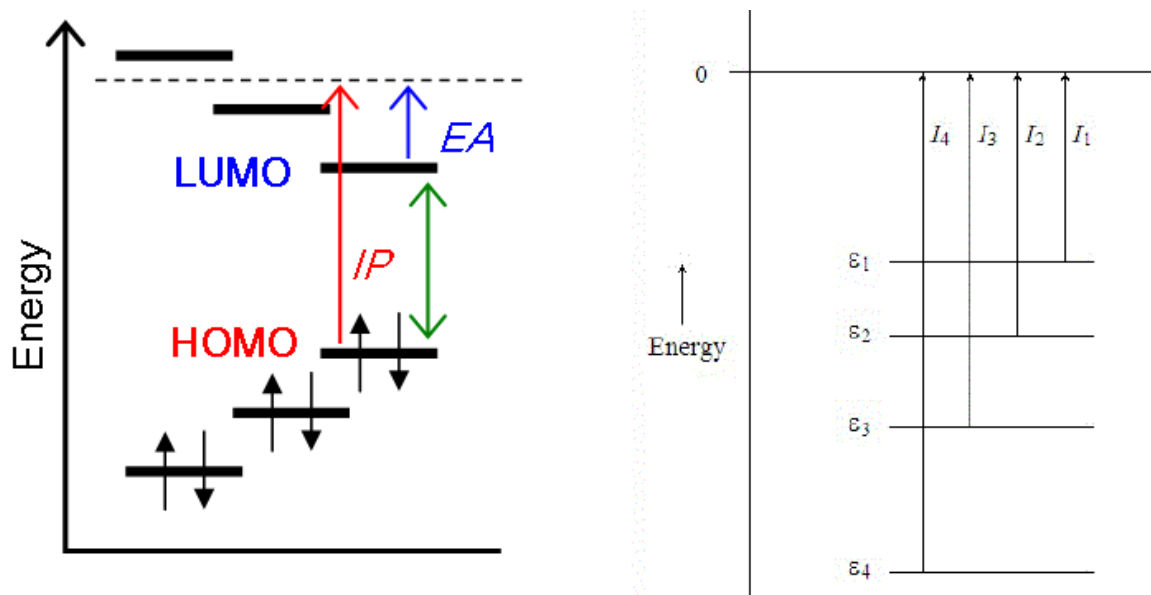 Energy
LUMO
EA
IP
HOMO
0
I4 I3 I2 I1
ε1
ε2
Energy
ε3
ε4